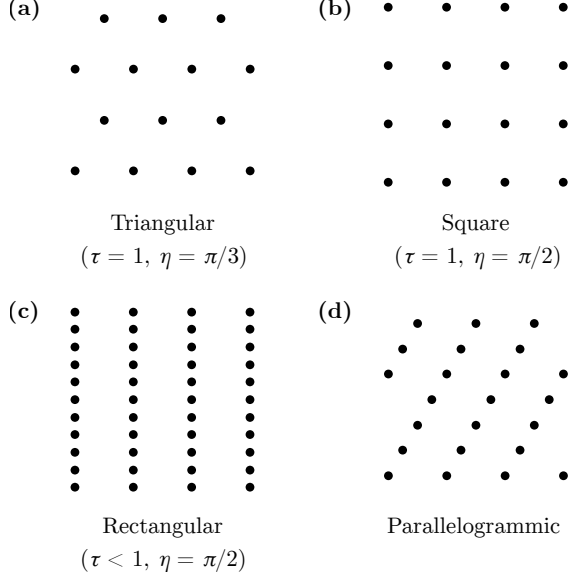 (a)
(b)
Triangular
(τ = 1, η = π/3)
Square
(τ = 1, η = π/2)
(c)
(d)
Rectangular
(τ < 1, η = π/2)
Parallelogrammic